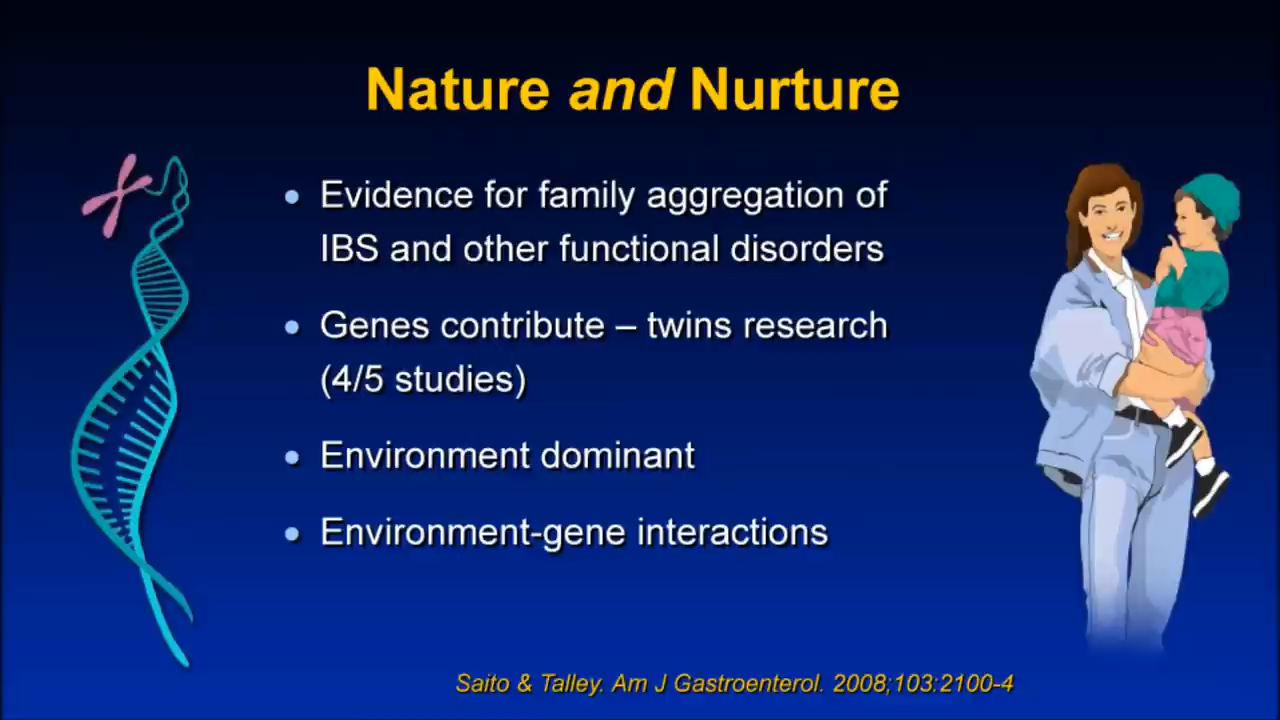 Nature and Nurture
• Evidence for family aggregation of
IBS and other functional disorders
• Genes contribute – twins research
(4/5 studies)
• Environment dominant
• Environment-gene interactions
Saito & Talley. Am J Gastroenterol. 2008;103:2100-4